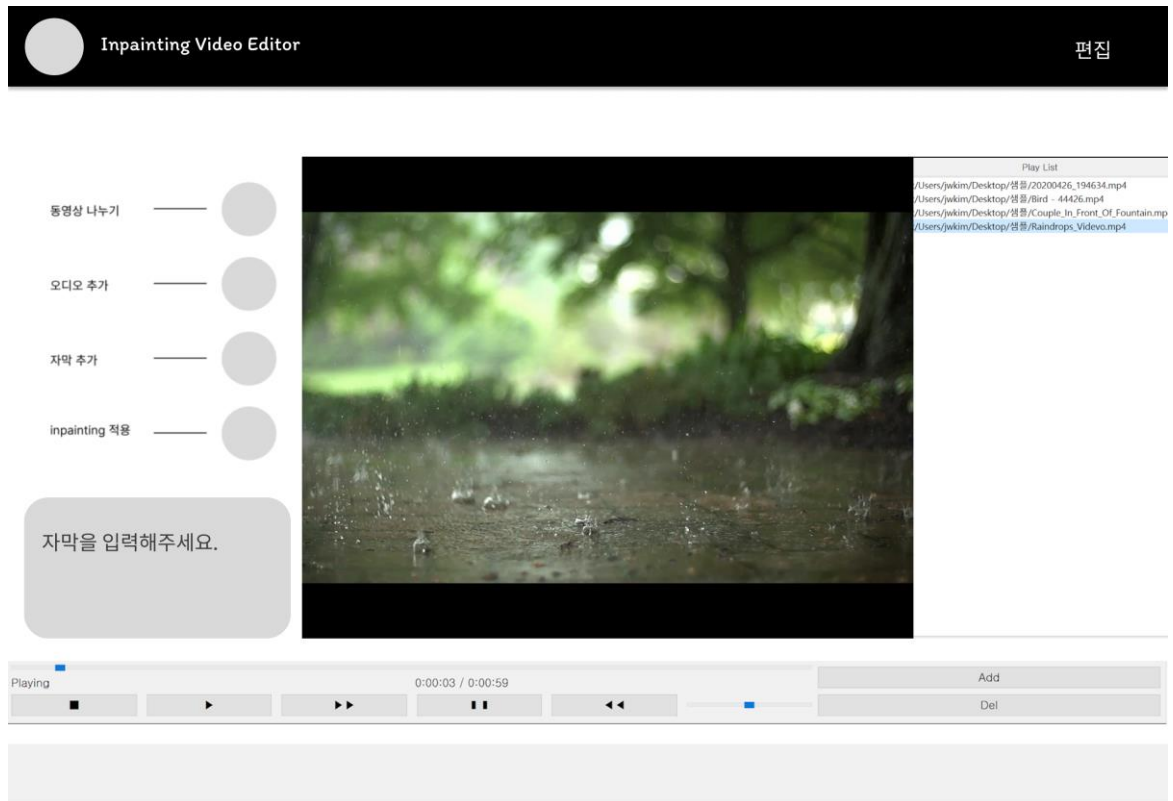 Inpainting Video Editor
편집
동영상 나누기
오디오 추가
자막 추가
inpainting 적용
자막을 입력해주세요.
Play List
:/Users/jwkim/Desktop/샘플/20200426_194634.mp4
:/Users/jwkim/Desktop/샘플/Bird - 44426.mp4
:/Users/jwkim/Desktop/샘플/Couple_In_Front_Of_Fountain.mp
:/Users/jwkim/Desktop/샘플/Raindrops_Videvo.mp4
Playing
0:00:03 / 0:00:59
Add
Del